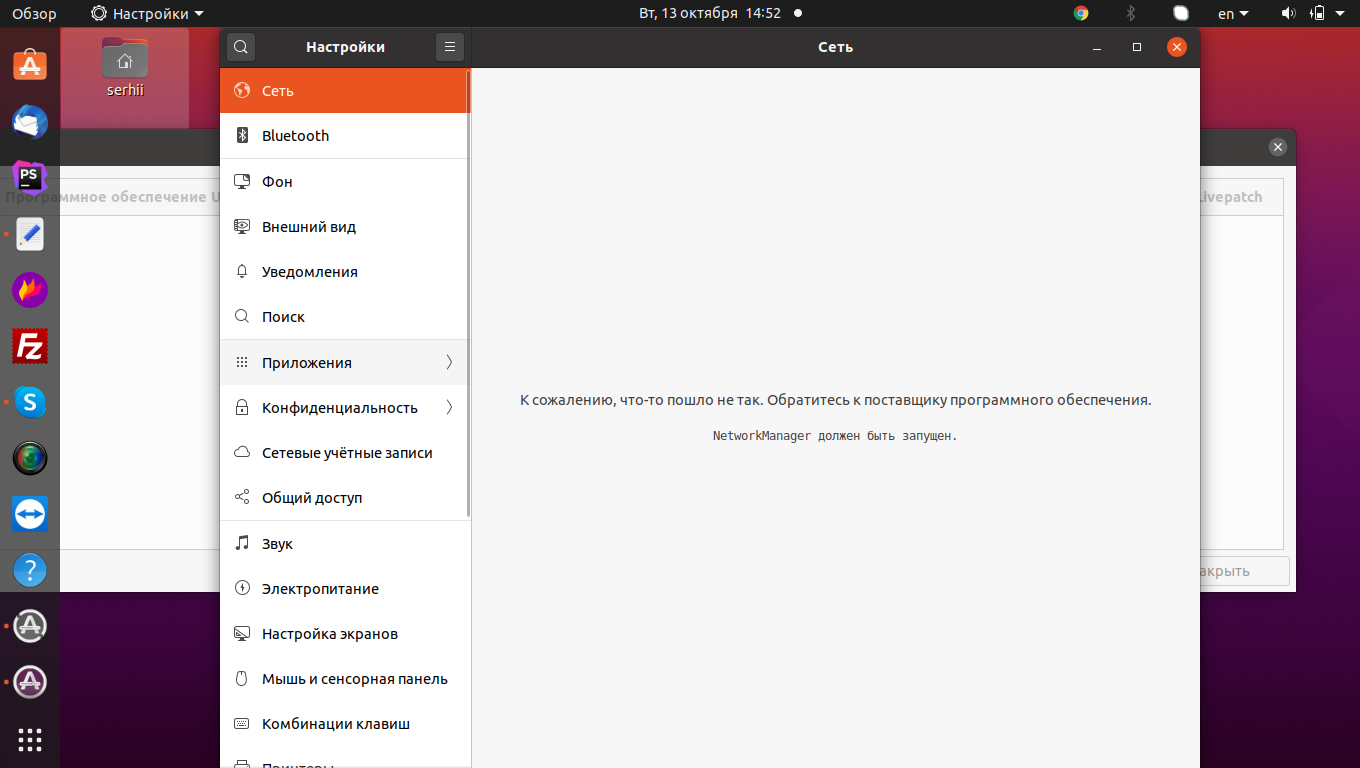 Обзор
Настройки
Вт, 13 октября 14:52
en
serhii
Настройки
Сеть
Сеть
Bluetooth
Фон
Внешний вид
Уведомления
Поиск
Приложения
Конфиденциальность
Сетевые учётные записи
Общий доступ
Звук
Электропитание
Настройка экранов
Мышь и сенсорная панель
Комбинации клавиш
Принтеры
К сожалению, что-то пошло не так. Обратитесь к поставщику программного обеспечения.
NetworkManager должен быть запущен.
Программное обеспечение U
Livepatch
акрыть
PS
Fz
S
?